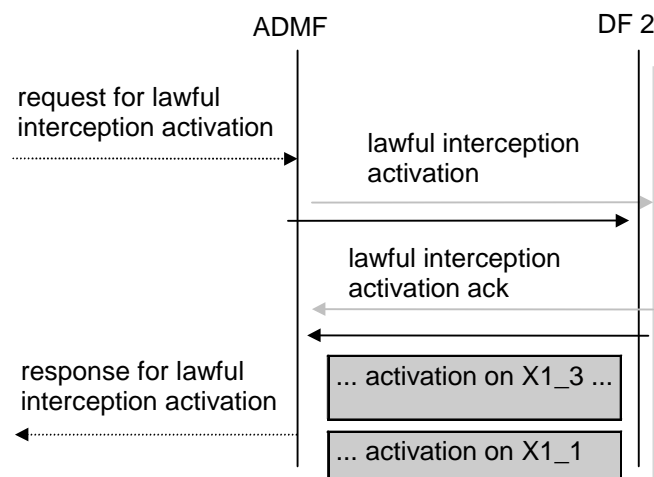 ADMF
DF 2
request for lawful
interception activation
lawful interception
activation
lawful interception
activation ack
response for lawful
interception activation
... activation on X1_3 ...
... activation on X1_1